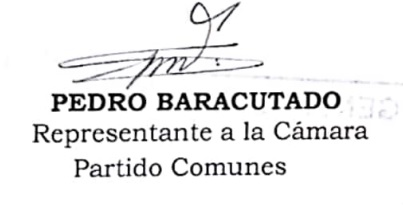 PEDRO BARACUTADO
Representante a la Cámara
Partido Comunes